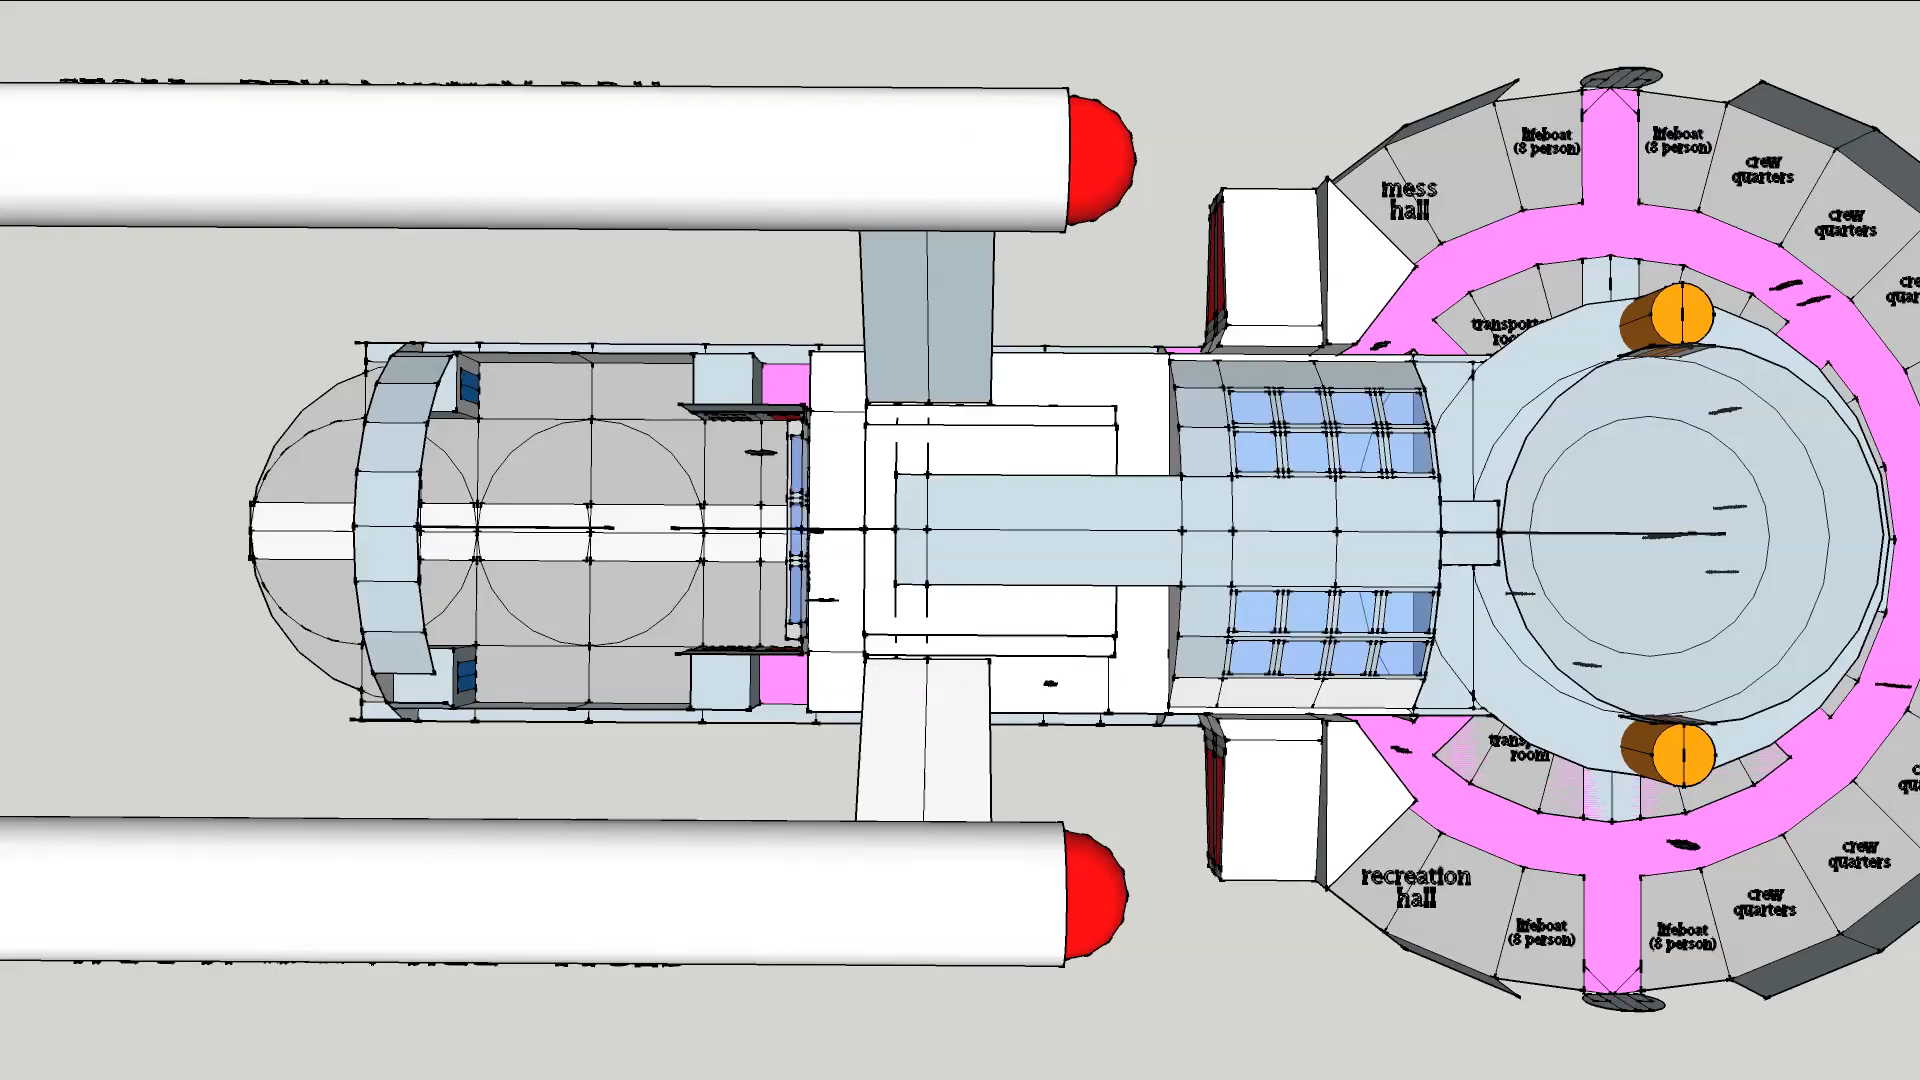 lifeboat
(8 person)
lifeboat
(8 person)
crew
quarters
mess
hall
crew
quarters
room
recreation
hall
crew
quarters
crew
quarters
lifeboat
(8 person)
lifeboat
(8 person)